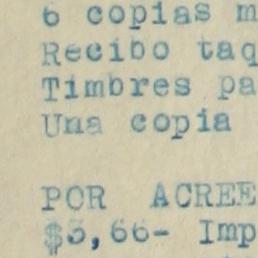 6 copias m
Recibo taq
Timbres pa
Una copia
POR ACREE
$3,66- Imp